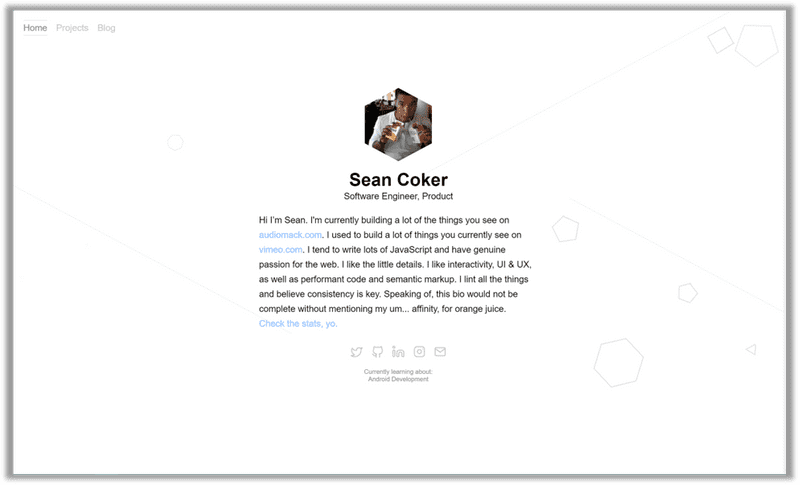 Home Projects Blog
Sean Coker
Software Engineer, Product
Hi I'm Sean. I'm currently building a lot of the things you see on
audiomack.com. I used to build a lot of things you currently see on
vimeo.com. I tend to write lots of JavaScript and have genuine
passion for the web. I like the little details. I like interactivity, UI & UX,
as well as performant code and semantic markup. I lint all the things
and believe consistency is key. Speaking of, this bio would not be
complete without mentioning my um... affinity, for orange juice.
Check the stats, yo.
Currently learning about:
Android Development